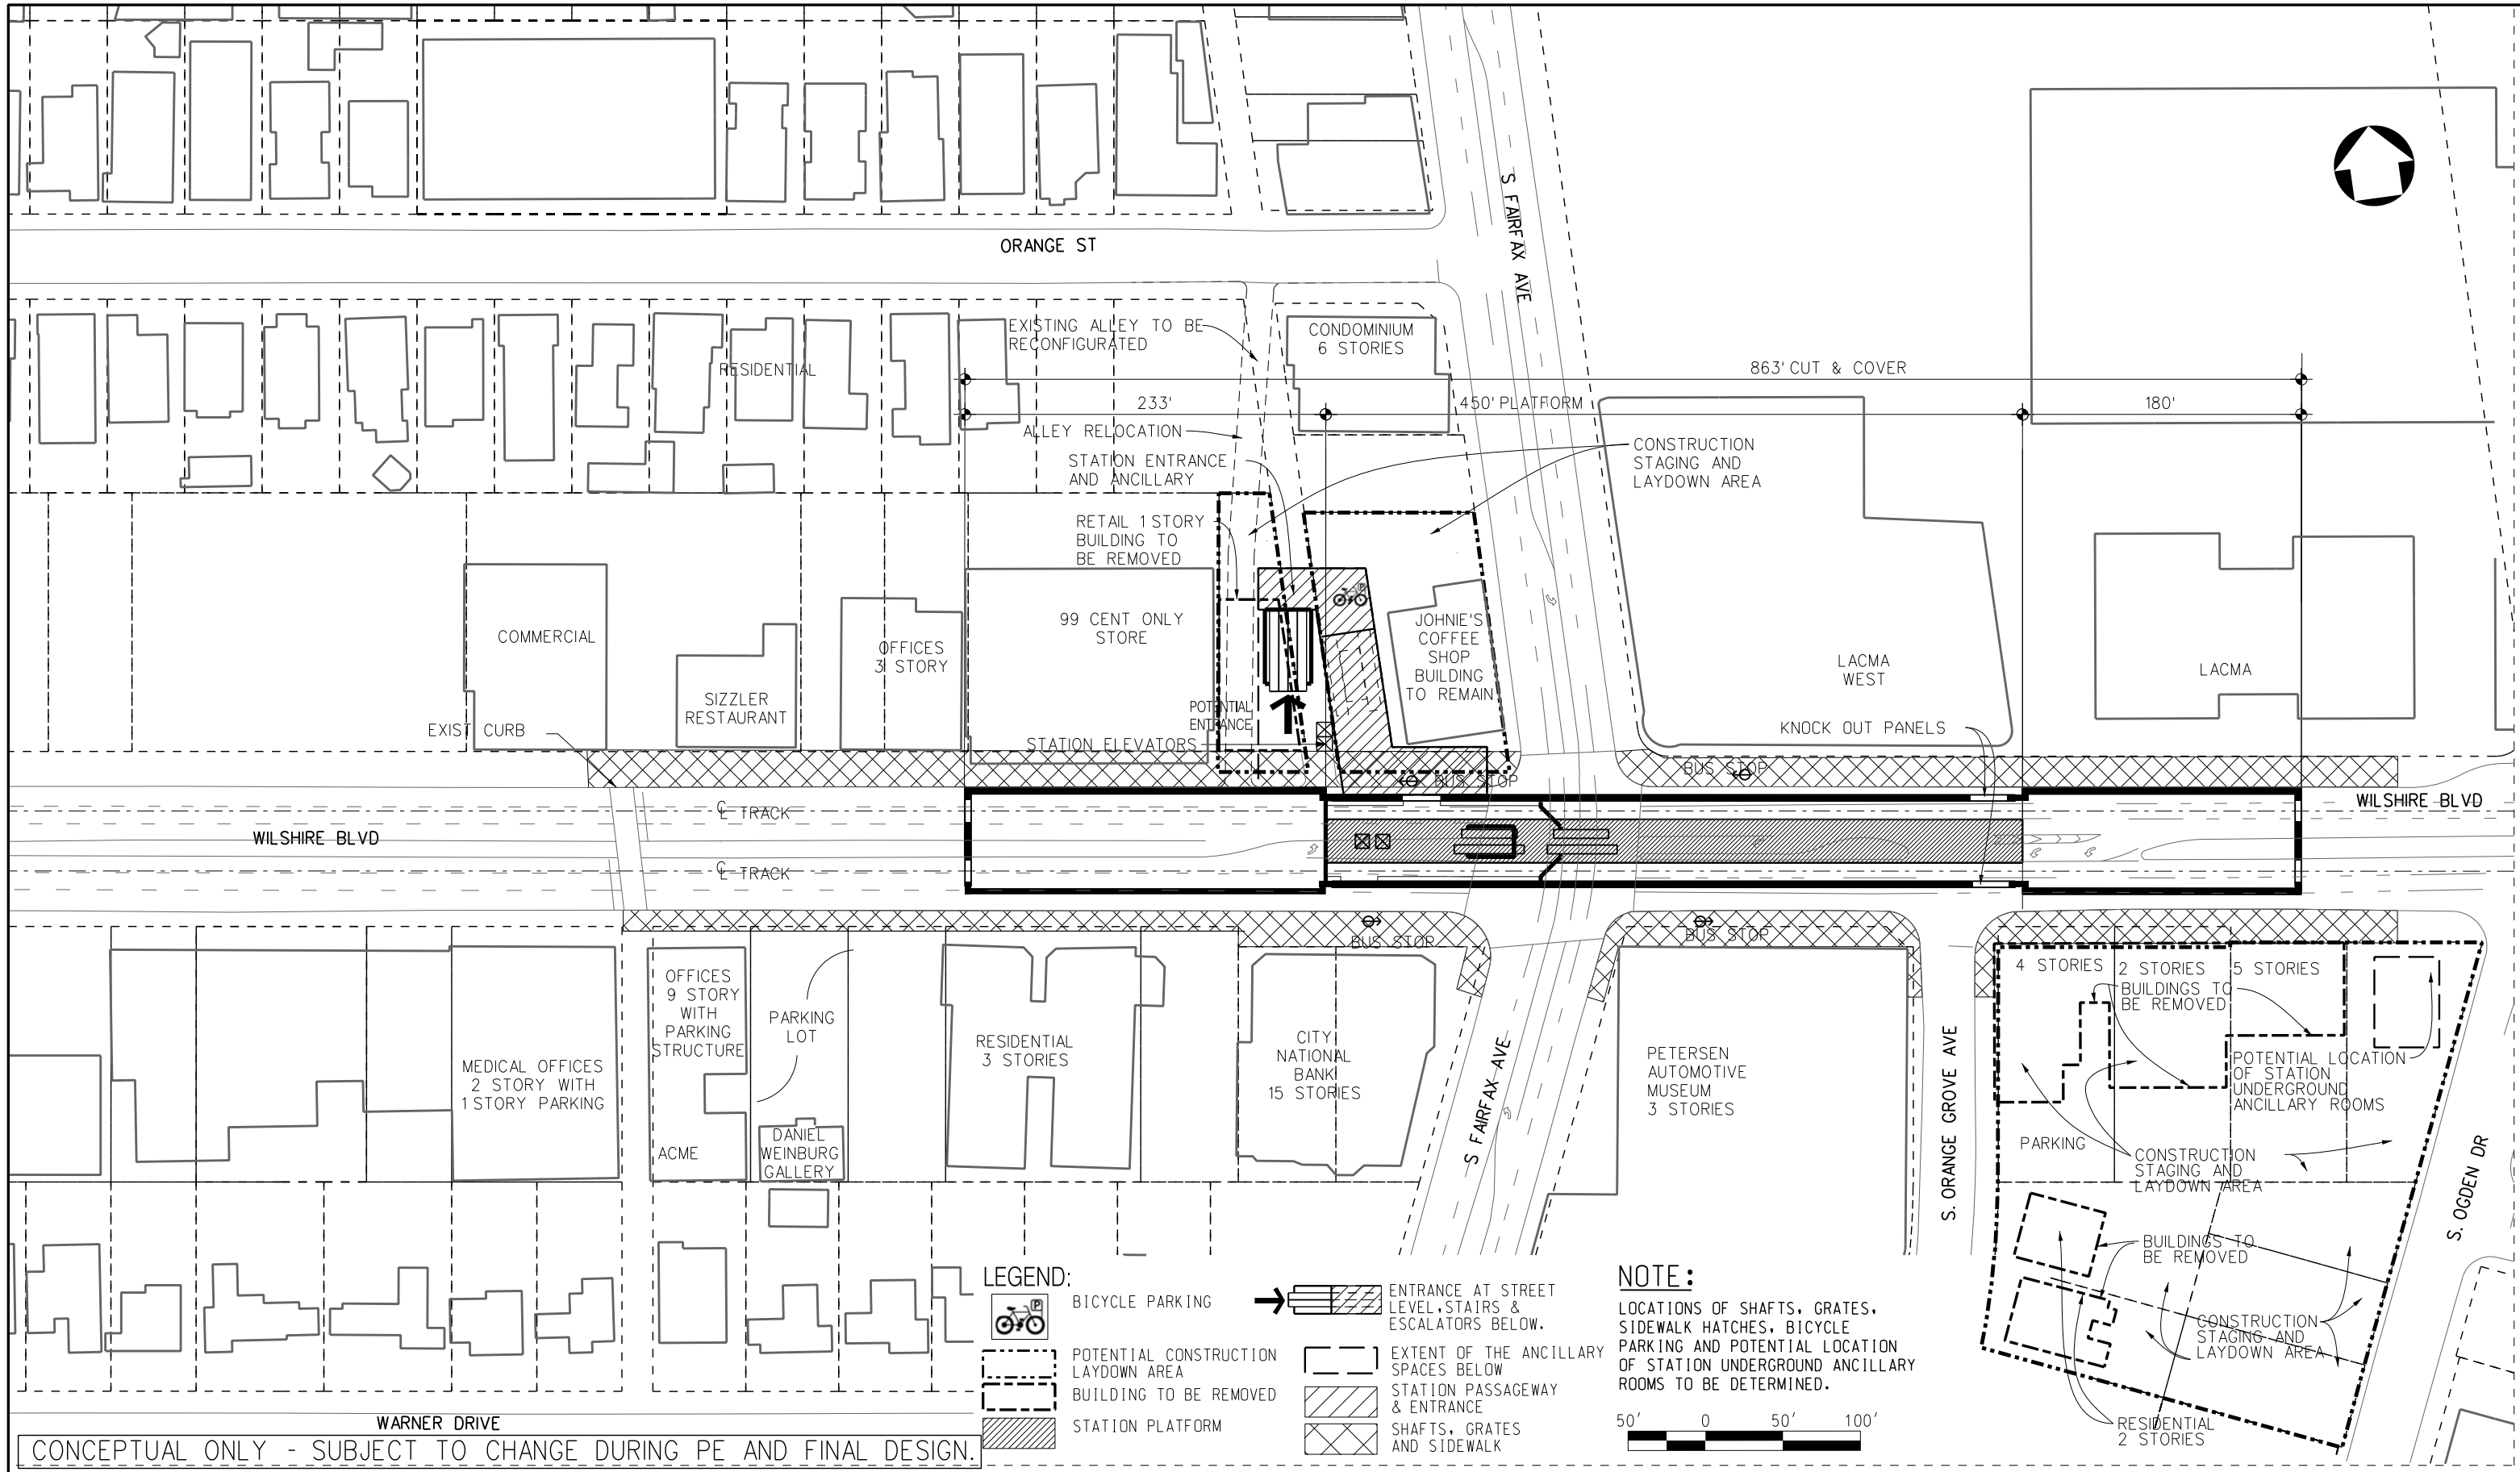 ORANGE ST
S FAIRFAX AVE
EXISTING ALLEY TO BE
RECONFIGURATED
CONDOMINIUM
6 STORIES
RESIDENTIAL
863' CUT & COVER
233'
450' PLATFORM
180'
ALLEY RELOCATION
STATION ENTRANCE
AND ANCILLARY
CONSTRUCTION
STAGING AND
LAYDOWN AREA
RETAIL 1 STORY
BUILDING TO
BE REMOVED
COMMERCIAL
SIZZLER
RESTAURANT
OFFICES
3 STORY
99 CENT ONLY
STORE
P
JOHNIE'S
COFFEE
SHOP
BUILDING
TO REMAIN
LACMA
WEST
LACMA
POTENTIAL
ENTRANCE
EXIST CURB
STATION ELEVATORS
KNOCK OUT PANELS
BUS STOP
BUS STOP
WILSHIRE BLVD
℄ TRACK
WILSHIRE BLVD
℄ TRACK
BUS STOP
BUS STOP
MEDICAL OFFICES
2 STORY WITH
1 STORY PARKING
OFFICES
9 STORY
WITH
PARKING
STRUCTURE
ACME
PARKING
LOT
DANIEL
WEINBURG
GALLERY
RESIDENTIAL
3 STORIES
CITY
NATIONAL
BANK
15 STORIES
S FAIRFAX AVE
PETERSEN
AUTOMOTIVE
MUSEUM
3 STORIES
S. ORANGE GROVE AVE
4 STORIES
2 STORIES
5 STORIES
BUILDINGS TO
BE REMOVED
POTENTIAL LOCATION
OF STATION
UNDERGROUND
ANCILLARY ROOMS
PARKING
CONSTRUCTION
STAGING AND
LAYDOWN AREA
S. OGDEN DR
BUILDINGS TO
BE REMOVED
CONSTRUCTION
STAGING AND
LAYDOWN AREA
RESIDENTIAL
2 STORIES
WARNER DRIVE
LEGEND:
P
BICYCLE PARKING
POTENTIAL CONSTRUCTION
LAYDOWN AREA
BUILDING TO BE REMOVED
STATION PLATFORM
ENTRANCE AT STREET
LEVEL, STAIRS &
ESCALATORS BELOW.
EXTENT OF THE ANCILLARY
SPACES BELOW
STATION PASSAGEWAY
& ENTRANCE
SHAFTS, GRATES
AND SIDEWALK
NOTE:
LOCATIONS OF SHAFTS, GRATES,
SIDEWALK HATCHES, BICYCLE
PARKING AND POTENTIAL LOCATION
OF STATION UNDERGROUND ANCILLARY
ROOMS TO BE DETERMINED.
50' 0 50' 100'
CONCEPTUAL ONLY - SUBJECT TO CHANGE DURING PE AND FINAL DESIGN.